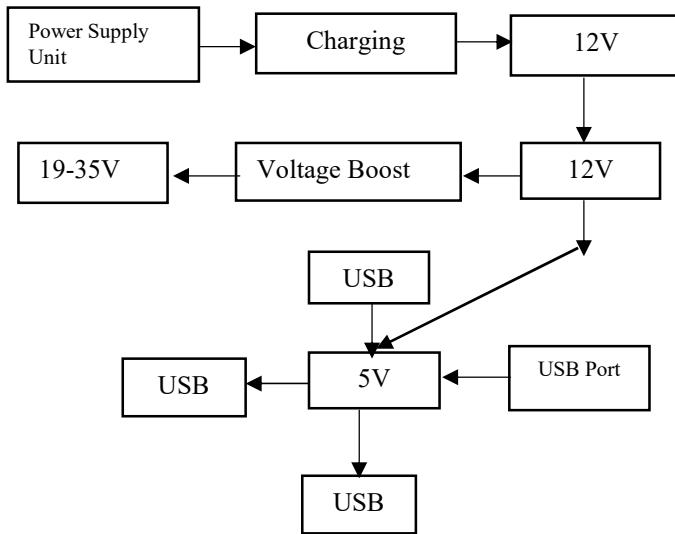 Power Supply
Unit
Charging
12V
19-35V
Voltage Boost
12V
USB
USB
5V
USB Port
USB